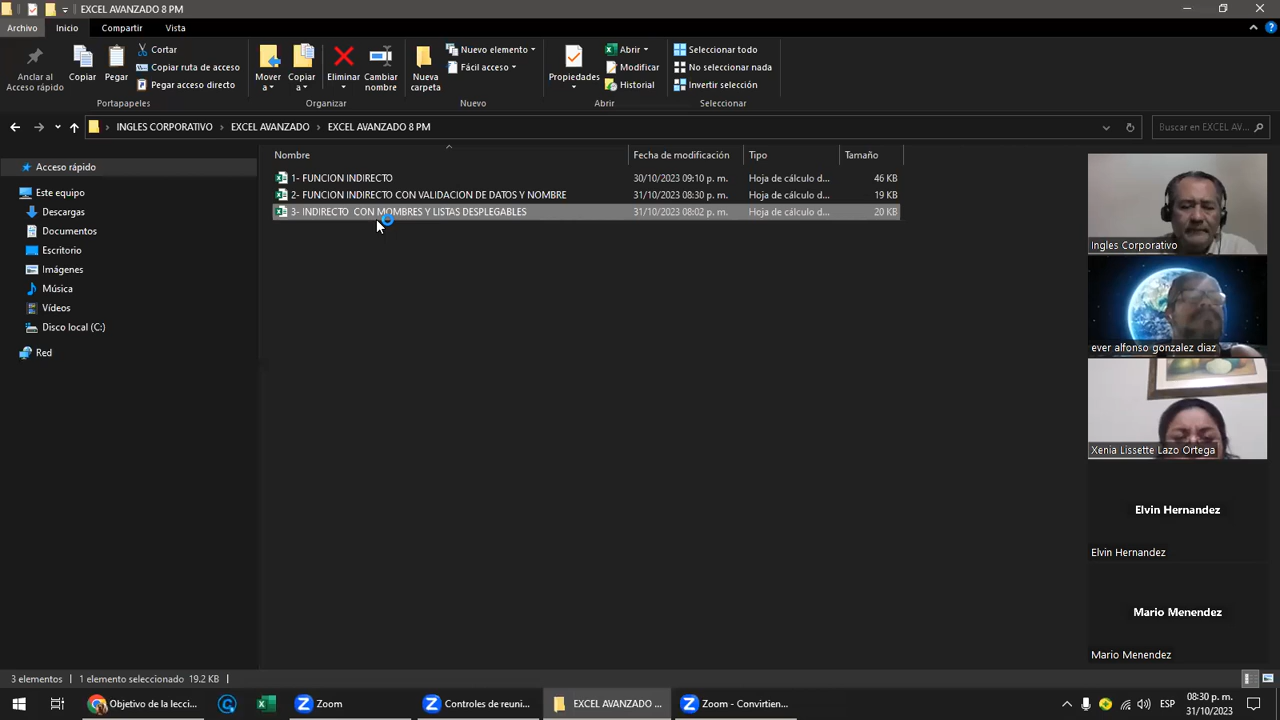 EXCEL AVANZADO 8 PM
Archivo Inicio Compartir Vista
Anclar al Acceso rápido
Copiar
Pegar
Cortar
Copiar ruta de acceso
Pegar acceso directo
Mover a
Copiar a
Eliminar
Cambiar nombre
Nueva carpeta
Nuevo elemento
Fácil acceso
Propiedades
Abrir
Modificar
Historial
Seleccionar todo
No seleccionar nada
Invertir selección
Portapapeles Organizar Nuevo Abrir Seleccionar
INGLES CORPORATIVO › EXCEL AVANZADO › EXCEL AVANZADO 8 PM
Buscar en EXCEL AV...
Nombre Fecha de modificación Tipo Tamaño
1- FUNCION INDIRECTO 30/10/2023 09:10 p. m. Hoja de cálculo d... 46 KB
2- FUNCION INDIRECTO CON VALIDACION DE DATOS Y NOMBRE 31/10/2023 08:30 p. m. Hoja de cálculo d... 19 KB
3- INDIRECTO CON MOMBRES Y LISTAS DESPLEGABLES 31/10/2023 08:02 p. m. Hoja de cálculo d... 20 KB
Acceso rápido
Este equipo
Descargas
Documentos
Escritorio
Imágenes
Música
Vídeos
Disco local (C:)
Red
Ingles Corporativo
ever alfonso gonzalez diaz
Xenia Lissette Lazo Ortega
Elvin Hernandez
Elvin Hernandez
Mario Menendez
Mario Menendez
3 elementos 1 elemento seleccionado 19.2 KB
Objetivo de la lecci...
Zoom
Controles de reuni...
EXCEL AVANZADO ...
Zoom - Convirtien...
ESP
08:30 p. m.
31/10/2023